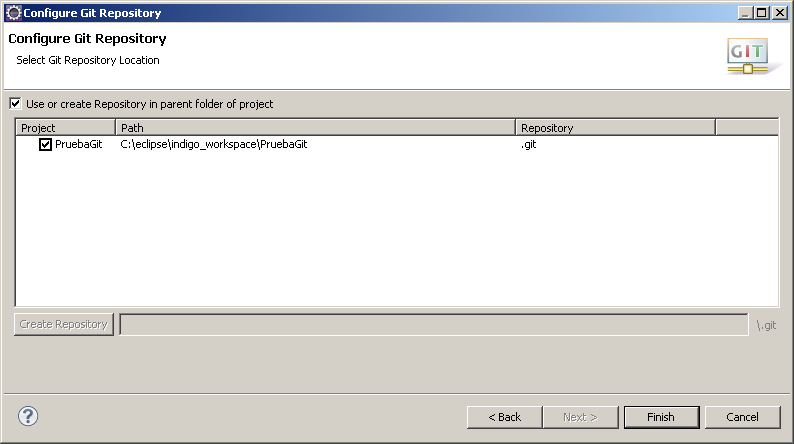 Configure Git Repository
Configure Git Repository
Select Git Repository Location
GIT
Use or create Repository in parent folder of project
Project Path Repository
PruebaGit C:\eclipse\indigo_workspace\PruebaGit .git
Create Repository \.git
? < Back Next > Finish Cancel